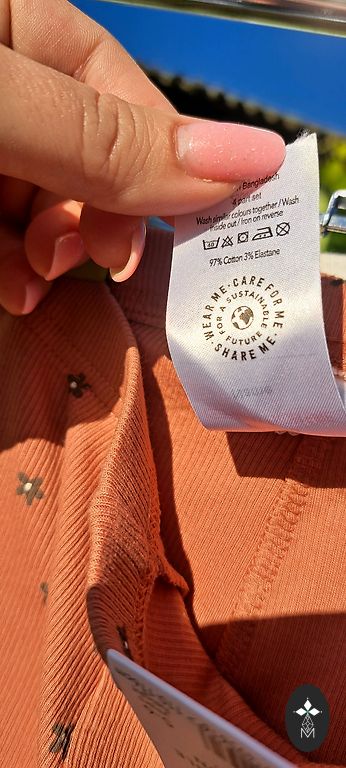 Bangladesh
4 part set
Wash similar colours together / Wash
inside out / Iron on reverse
97% Cotton 3% Elastane
WEAR ME · CARE FOR ME · SHARE ME ·
FOR A SUSTAINABLE FUTURE
M